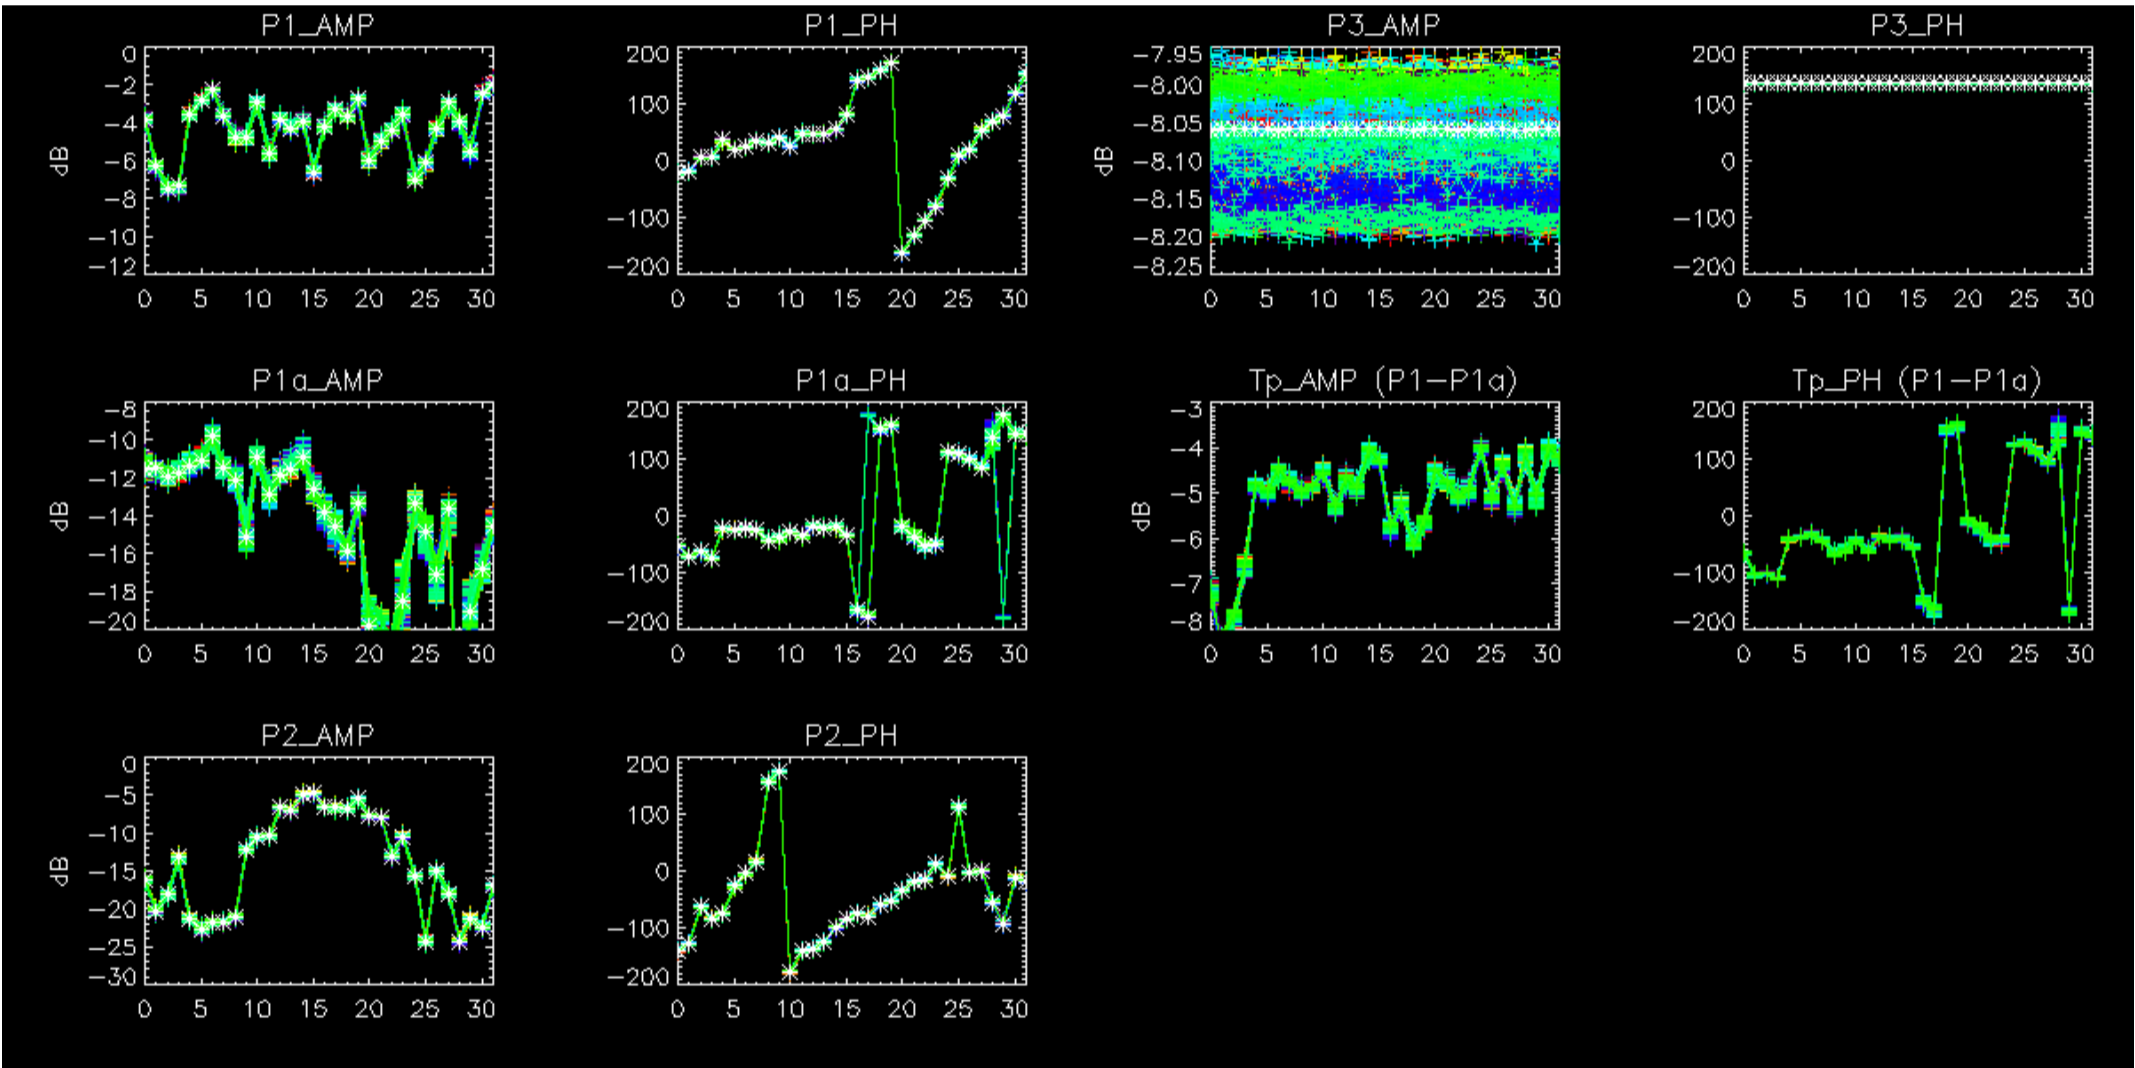 P1_AMP P1_PH P3_AMP P3_PH
0 200 −7.95 200
−2 100 −8.00 100
−4 0 −8.05 0
−6 −100 −8.10 −100
−8 −200 −8.15 −200
−10 −8.20
−12 −8.25
dB dB
0 5 10 15 20 25 30 0 5 10 15 20 25 30 0 5 10 15 20 25 30 0 5 10 15 20 25 30
P1a_AMP P1a_PH Tp_AMP (P1−P1a) Tp_PH (P1−P1a)
−8 200 −3 200
−10 100 −4 100
−12 0 −5 0
−14 −100 −6 −100
−16 −200 −7 −200
−18 −8
−20
dB dB
0 5 10 15 20 25 30 0 5 10 15 20 25 30 0 5 10 15 20 25 30 0 5 10 15 20 25 30
P2_AMP P2_PH
0 200
−5 100
−10 0
−15 −100
−20 −200
−25
−30
dB
0 5 10 15 20 25 30 0 5 10 15 20 25 30